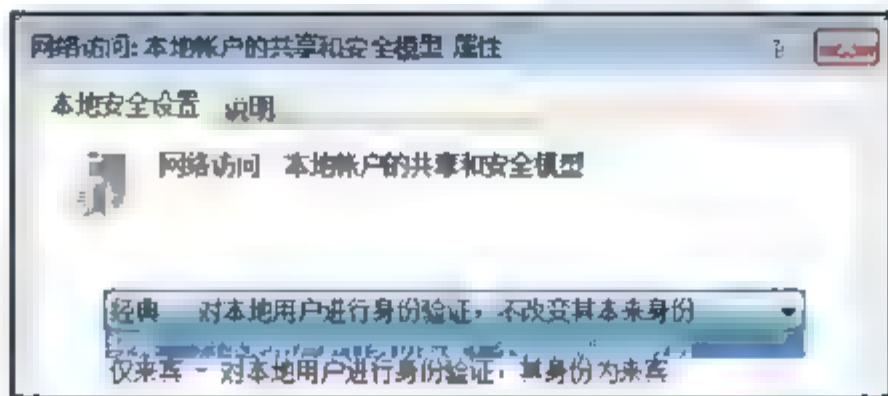 网络访问: 本地帐户的共享和安全模型 属性
本地安全设置 说明
网络访问 本地帐户的共享和安全模型
经典 对本地用户进行身份验证，不改变其本来身份
仅来宾 - 对本地用户进行身份验证，其身份为来宾